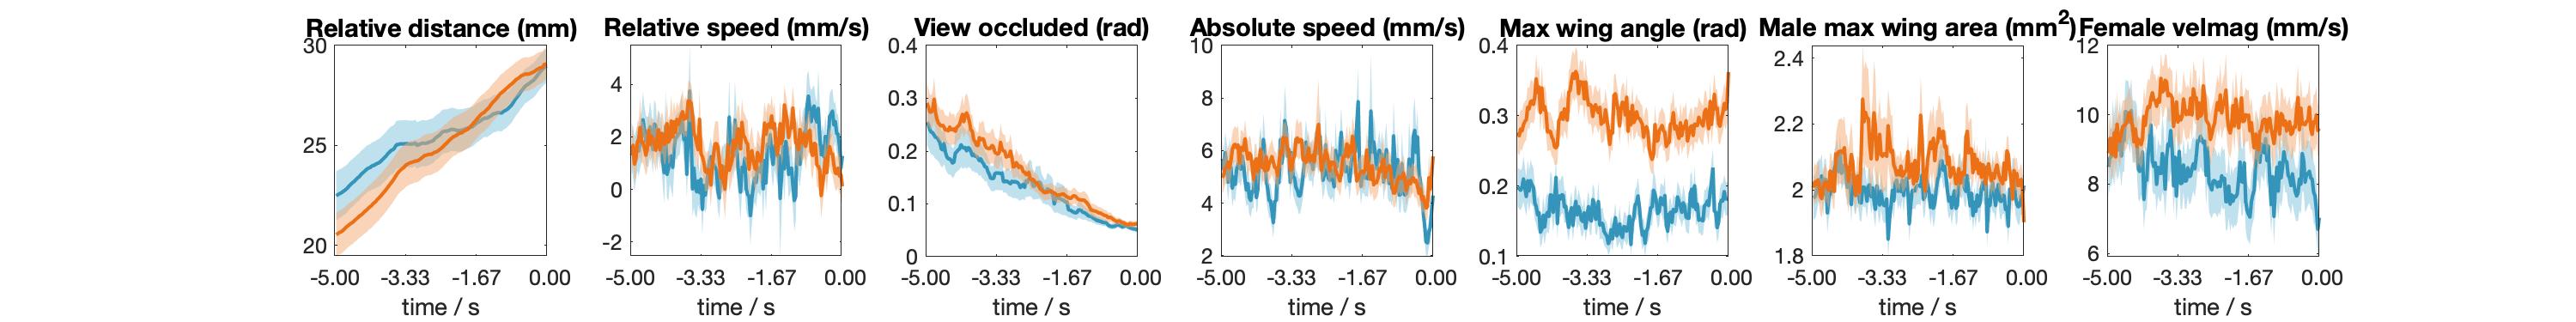 Relative distance (mm)
30
25
20
-5.00 -3.33 -1.67 0.00
time / s
Relative speed (mm/s)
4
2
0
-2
-5.00 -3.33 -1.67 0.00
time / s
View occluded (rad)
0.4
0.3
0.2
0.1
0
-5.00 -3.33 -1.67 0.00
time / s
Absolute speed (mm/s)
10
8
6
4
2
-5.00 -3.33 -1.67 0.00
time / s
Max wing angle (rad)
0.4
0.3
0.2
0.1
-5.00 -3.33 -1.67 0.00
time / s
Male max wing area (mm²)
2.4
2.2
2
1.8
-5.00 -3.33 -1.67 0.00
time / s
Female velmag (mm/s)
12
10
8
6
-5.00 -3.33 -1.67 0.00
time / s